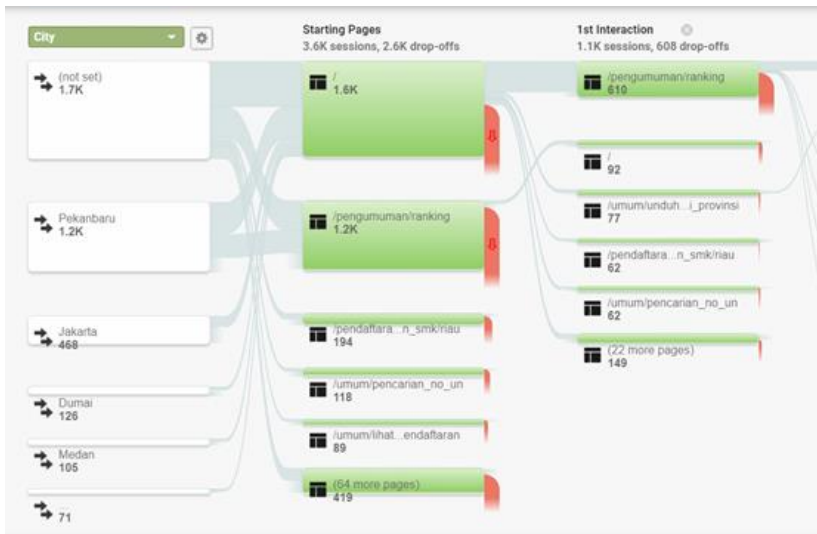 City
(not set)
1.7K
Pekanbaru
1.2K
Jakarta
468
Dumai
126
Medan
105
71
Starting Pages
3.6K sessions, 2.6K drop-offs
/
1.6K
/pengumuman/ranking
1.2K
/pendaftara...n_smk/riau
194
/umum/pencarian_no_un
118
/umum/lihat...endaftaran
89
(64 more pages)
419
1st Interaction
1.1K sessions, 608 drop-offs
/pengumuman/ranking
610
/
92
/umum/unduh...i_provinsi
77
/pendaftara...n_smk/riau
62
/umum/pencarian_no_un
62
(22 more pages)
149